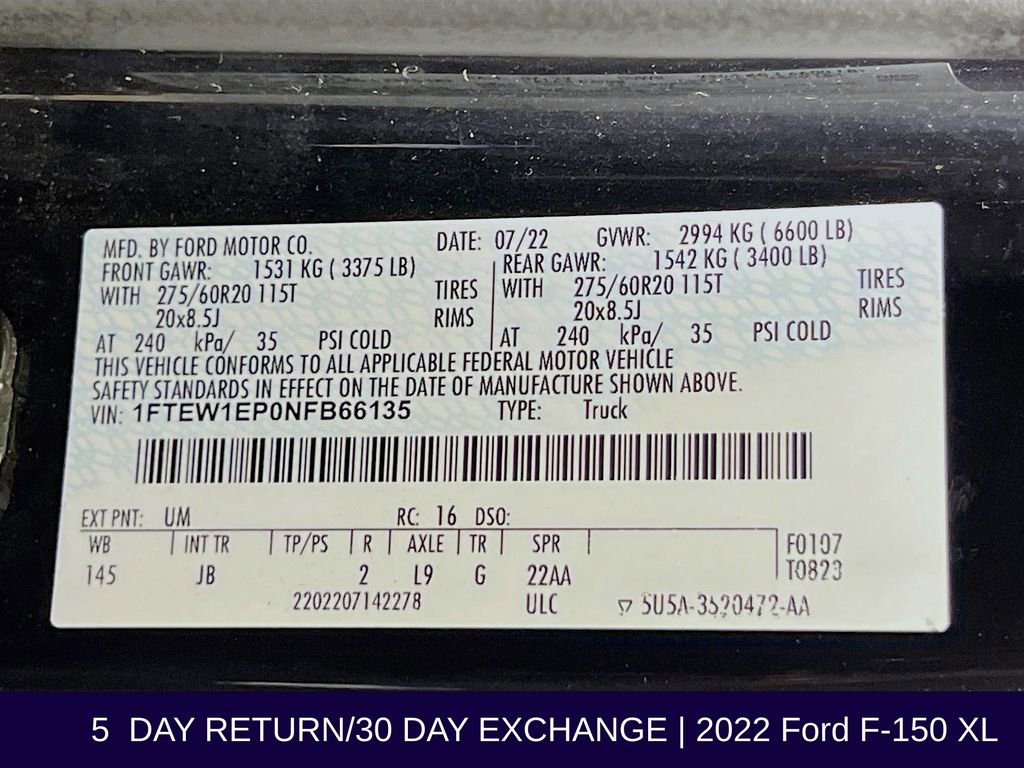 MFD. BY FORD MOTOR CO. DATE: 07/22 GVWR: 2994 KG ( 6600 LB)
FRONT GAWR: 1531 KG ( 3375 LB) REAR GAWR: 1542 KG ( 3400 LB)
WITH 275/60R20 115T TIRES WITH 275/60R20 115T TIRES
20x8.5J RIMS 20x8.5J RIMS
AT 240 kPa/ 35 PSI COLD AT 240 kPa/ 35 PSI COLD
THIS VEHICLE CONFORMS TO ALL APPLICABLE FEDERAL MOTOR VEHICLE
SAFETY STANDARDS IN EFFECT ON THE DATE OF MANUFACTURE SHOWN ABOVE.
VIN: 1FTEW1EP0NFB66135 TYPE: Truck
EXT PNT: UM RC: 16 DSO:
WB INT TR TP/PS R AXLE TR SPR F0107
145 JB 2 L9 G 22AA T0823
2202207142278 ULC 5U5A-3520472-AA
5 DAY RETURN/30 DAY EXCHANGE | 2022 Ford F-150 XL